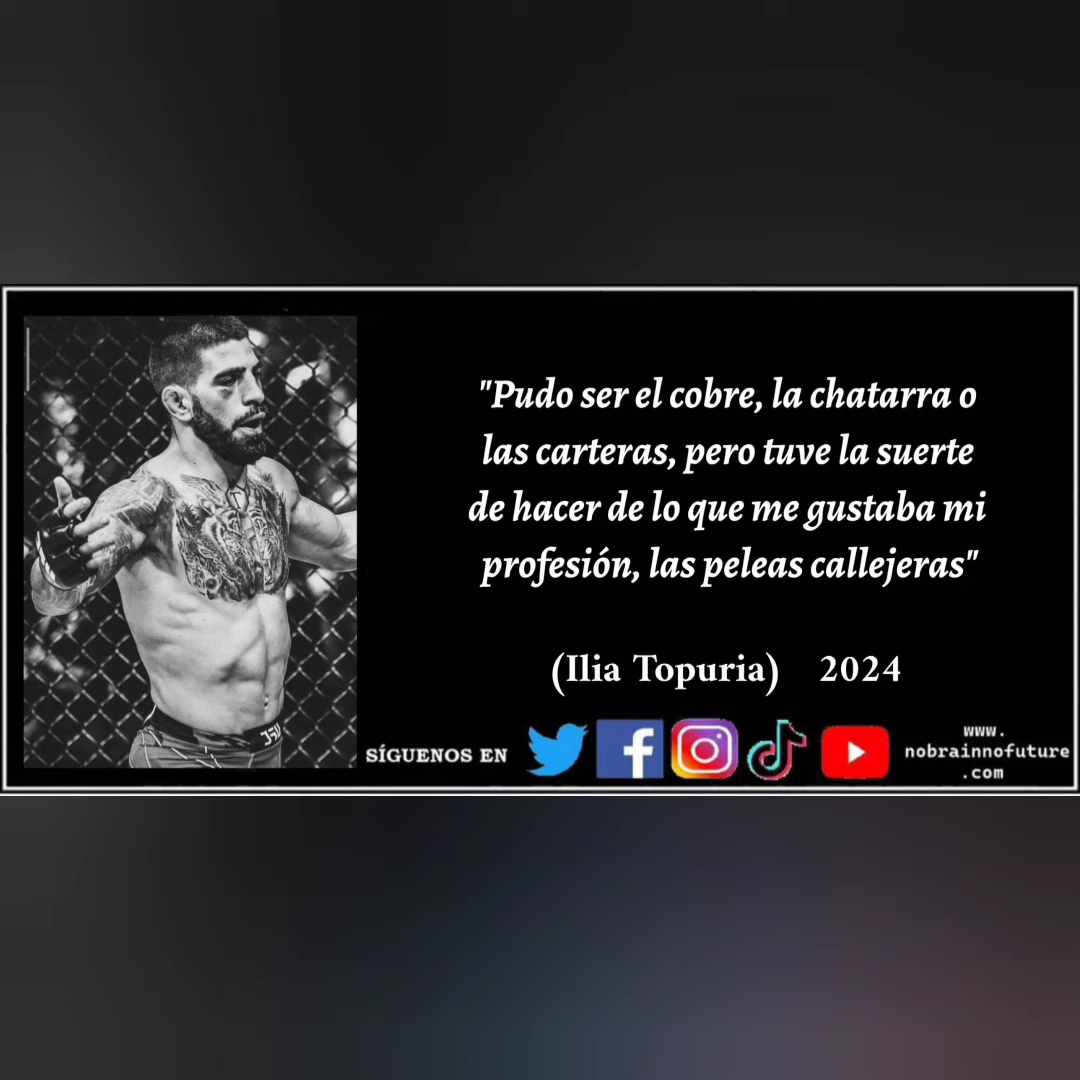 "Pudo ser el cobre, la chatarra o
las carteras, pero tuve la suerte
de hacer de lo que me gustaba mi
profesión, las peleas callejeras"
(Ilia Topuria) 2024
SÍGUENOS EN
www.
nobrainnofuture
.com